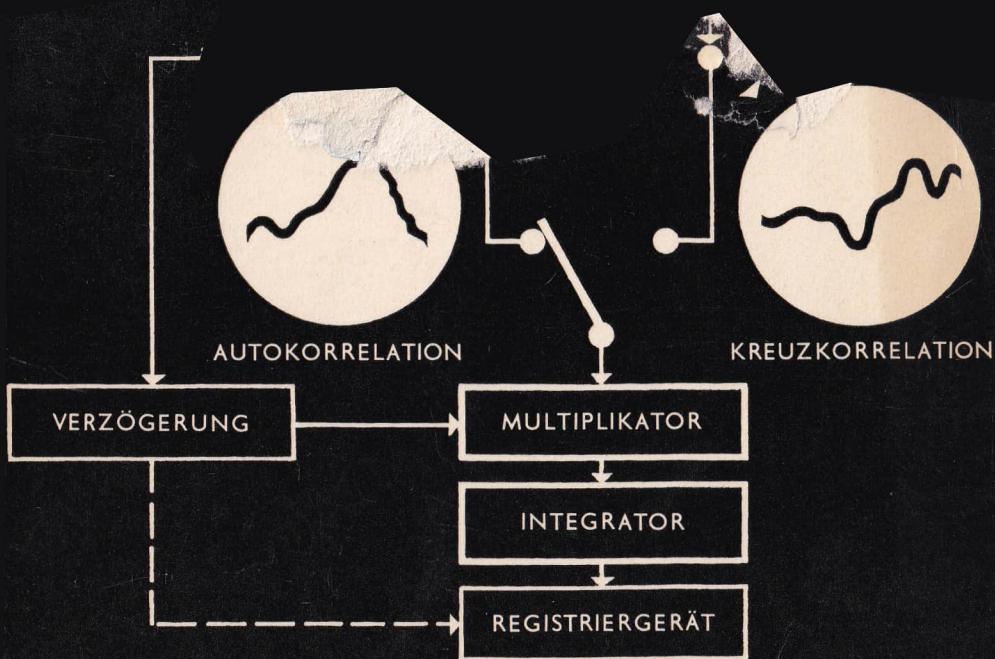 AUTOKORRELATION
KREUZKORRELATION
VERZÖGERUNG
MULTIPLIKATOR
INTEGRATOR
REGISTRIERGERÄT